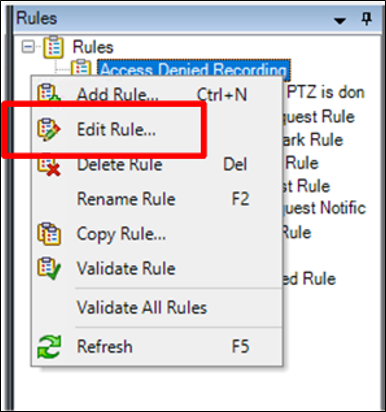 Rules
Rules
Access Denied Recording
Add Rule... Ctrl+N PTZ is don
Edit Rule... quest Rule
ark Rule
Delete Rule Del Rule
Rename Rule F2 st Rule
quest Notific
Copy Rule... Rule
Validate Rule ed Rule
Validate All Rules
Refresh F5